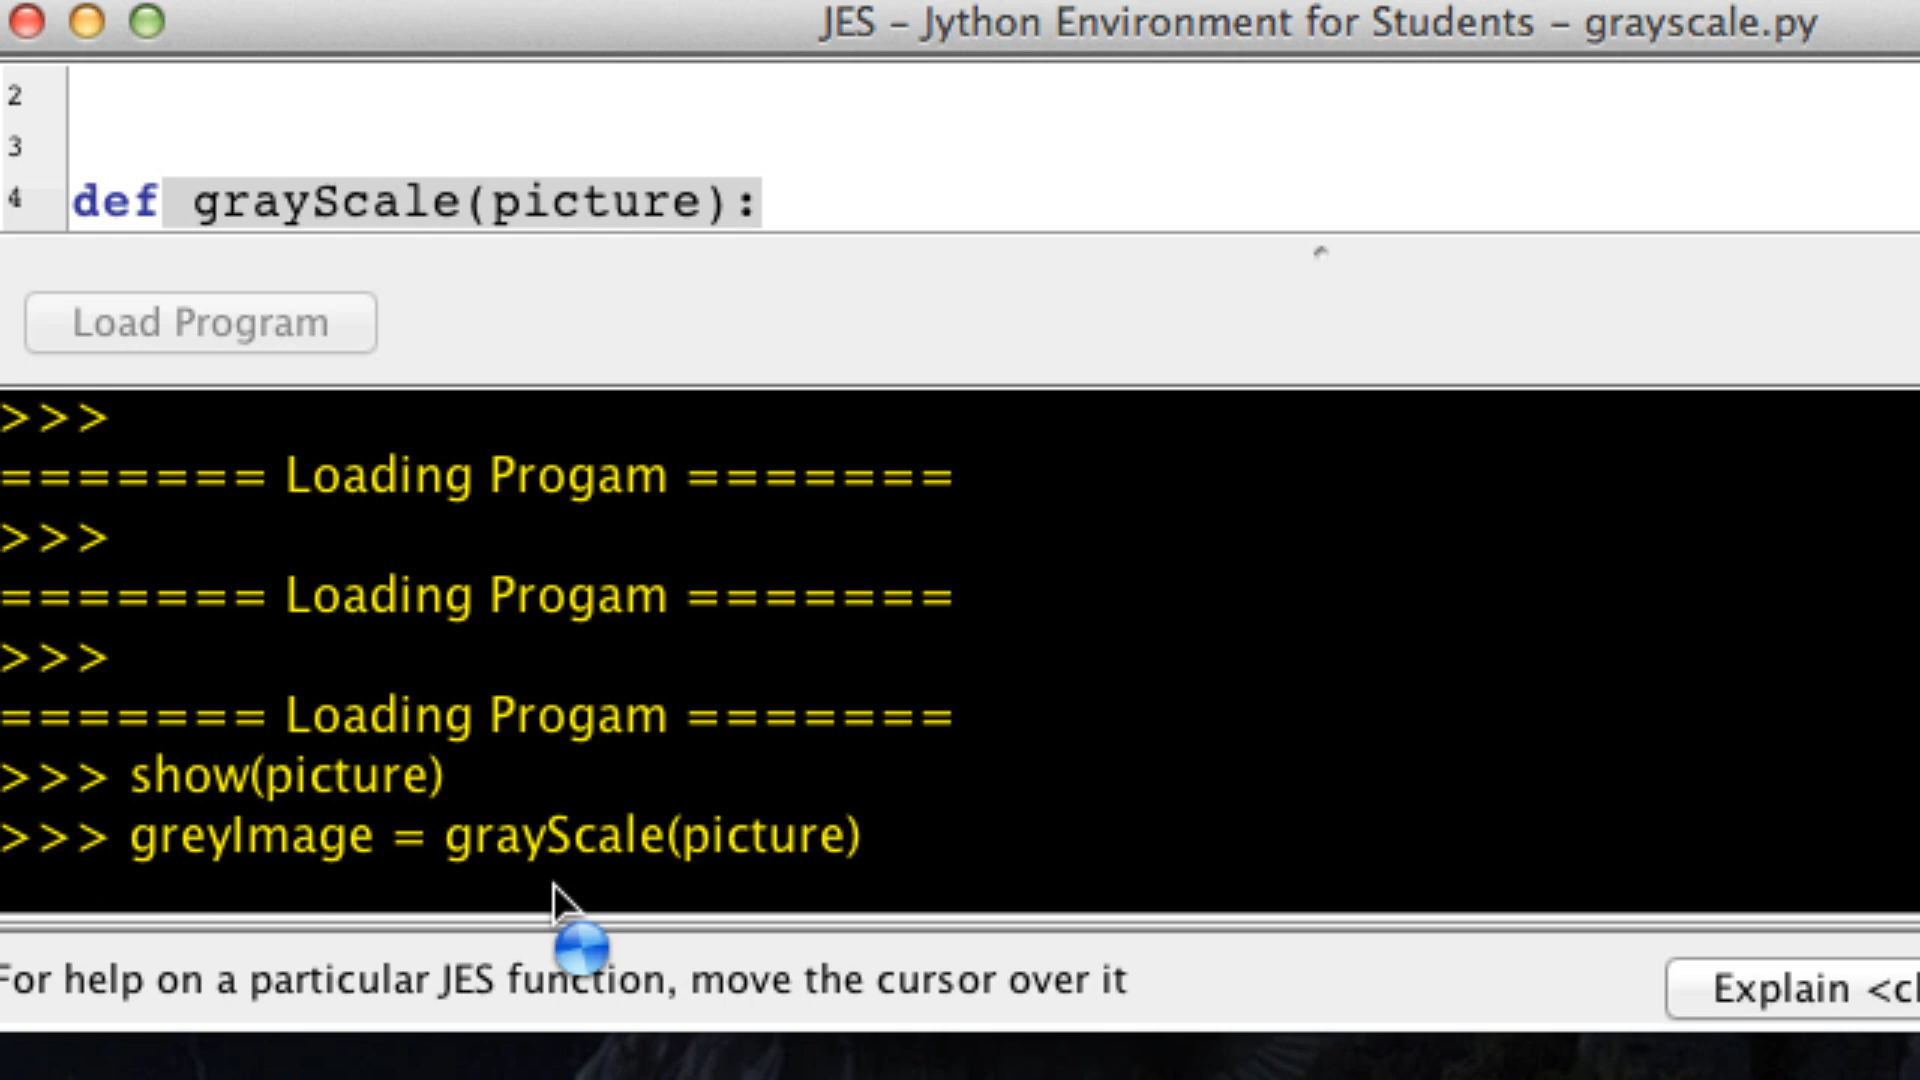 JES – Jython Environment for Students – grayscale.py
2
3
4 def grayScale(picture):
Load Program
>>>
======= Loading Progam =======
>>>
======= Loading Progam =======
>>>
======= Loading Progam =======
>>> show(picture)
>>> greyImage = grayScale(picture)
For help on a particular JES function, move the cursor over it
Explain <cl